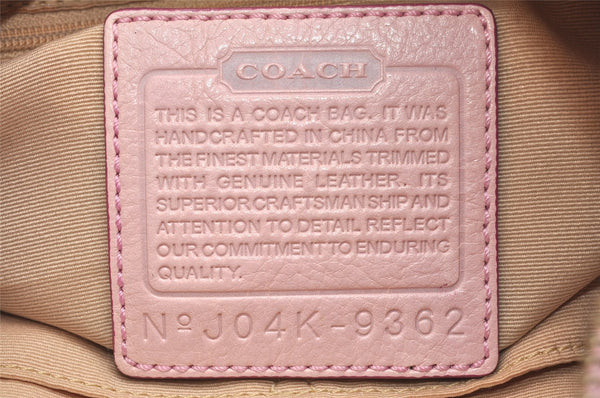 COACH
THIS IS A COACH BAG. IT WAS
HANDCRAFTED IN CHINA FROM
THE FINEST MATERIALS TRIMMED
WITH GENUINE LEATHER. ITS
SUPERIOR CRAFTSMANSHIP AND
ATTENTION TO DETAIL REFLECT
OUR COMMITMENT TO ENDURING
QUALITY.
Nº J04K-9362